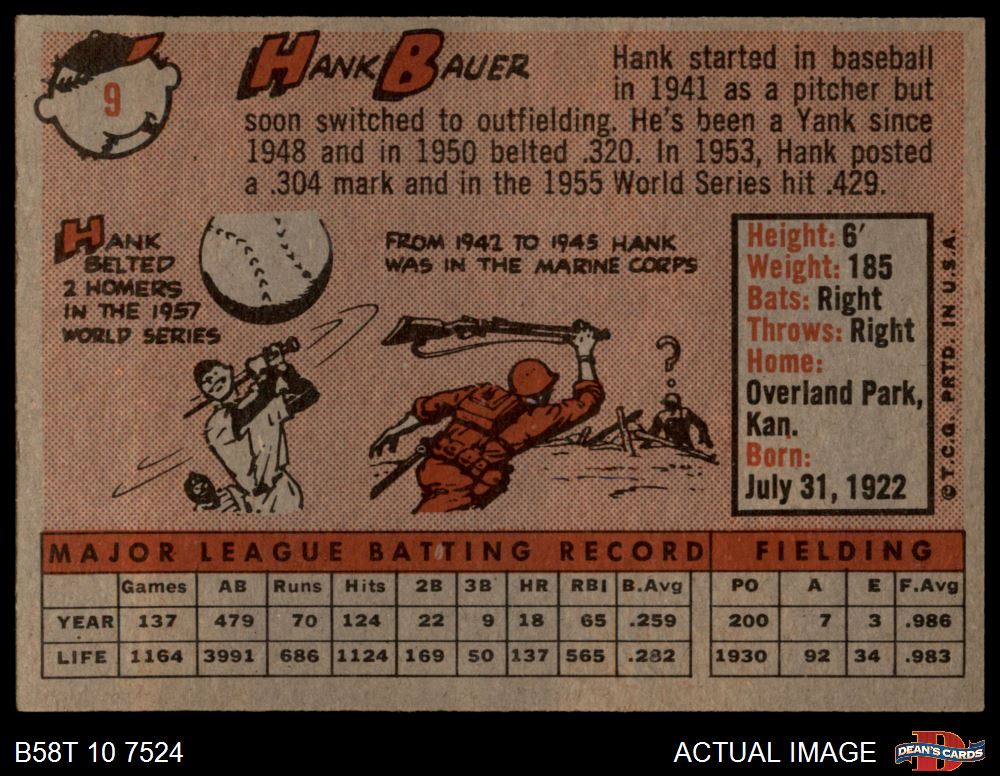 9
HANK BAUER
Hank started in baseball
in 1941 as a pitcher but
soon switched to outfielding. He's been a Yank since
1948 and in 1950 belted .320. In 1953, Hank posted
a .304 mark and in the 1955 World Series hit .429.
HANK
BELTED
2 HOMERS
IN THE 1957
WORLD SERIES
FROM 1942 TO 1945 HANK
WAS IN THE MARINE CORPS
?
Height: 6'
Weight: 185
Bats: Right
Throws: Right
Home:
Overland Park,
Kan.
Born:
July 31, 1922
© T.C.G. PRTD. IN U.S.A.
MAJOR LEAGUE BATTING RECORD FIELDING
Games AB Runs Hits 2B 3B HR RBI B.Avg PO A E F.Avg
YEAR 137 479 70 124 22 9 18 65 .259 200 7 3 .986
LIFE 1164 3991 686 1124 169 50 137 565 .282 1930 92 34 .983
B58T 10 7524
ACTUAL IMAGE
D
DEAN'S CARDS